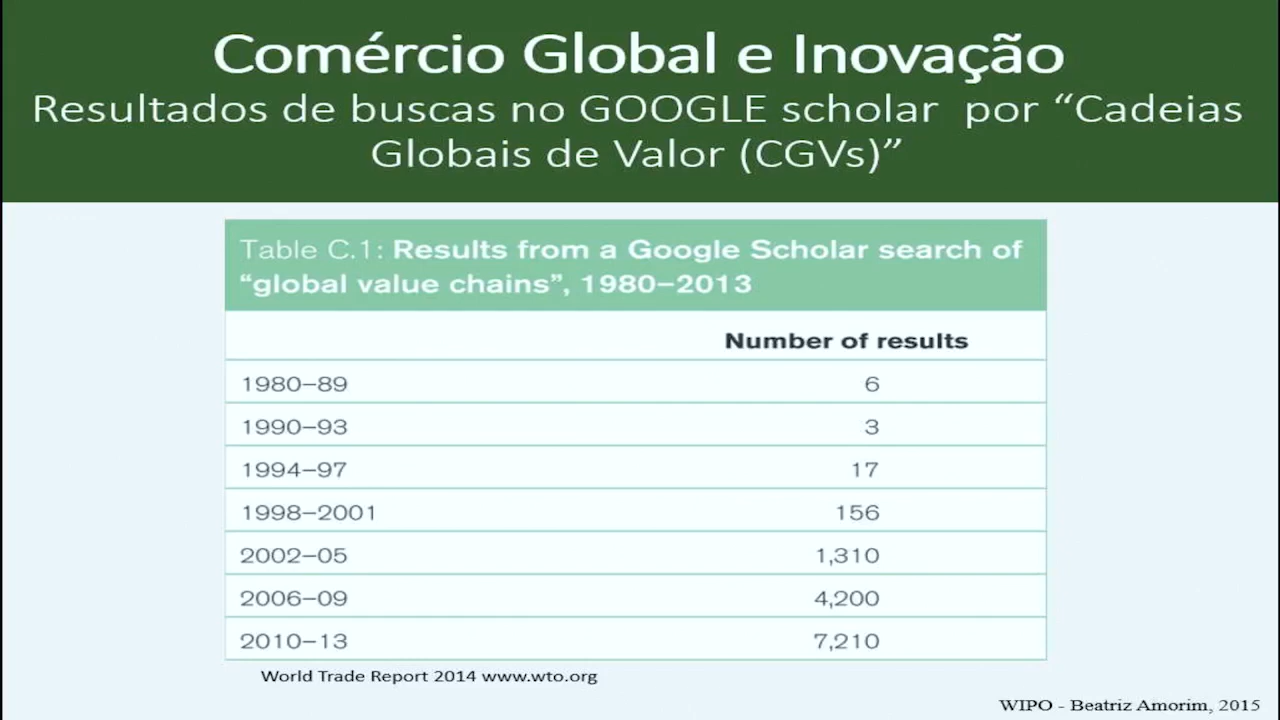 Comércio Global e Inovação
Resultados de buscas no GOOGLE scholar por “Cadeias
Globais de Valor (CGVs)”
Table C.1: Results from a Google Scholar search of
“global value chains”, 1980–2013
Number of results
1980–89 6
1990–93 3
1994–97 17
1998–2001 156
2002–05 1,310
2006–09 4,200
2010–13 7,210
World Trade Report 2014 www.wto.org
WIPO - Beatriz Amorim, 2015